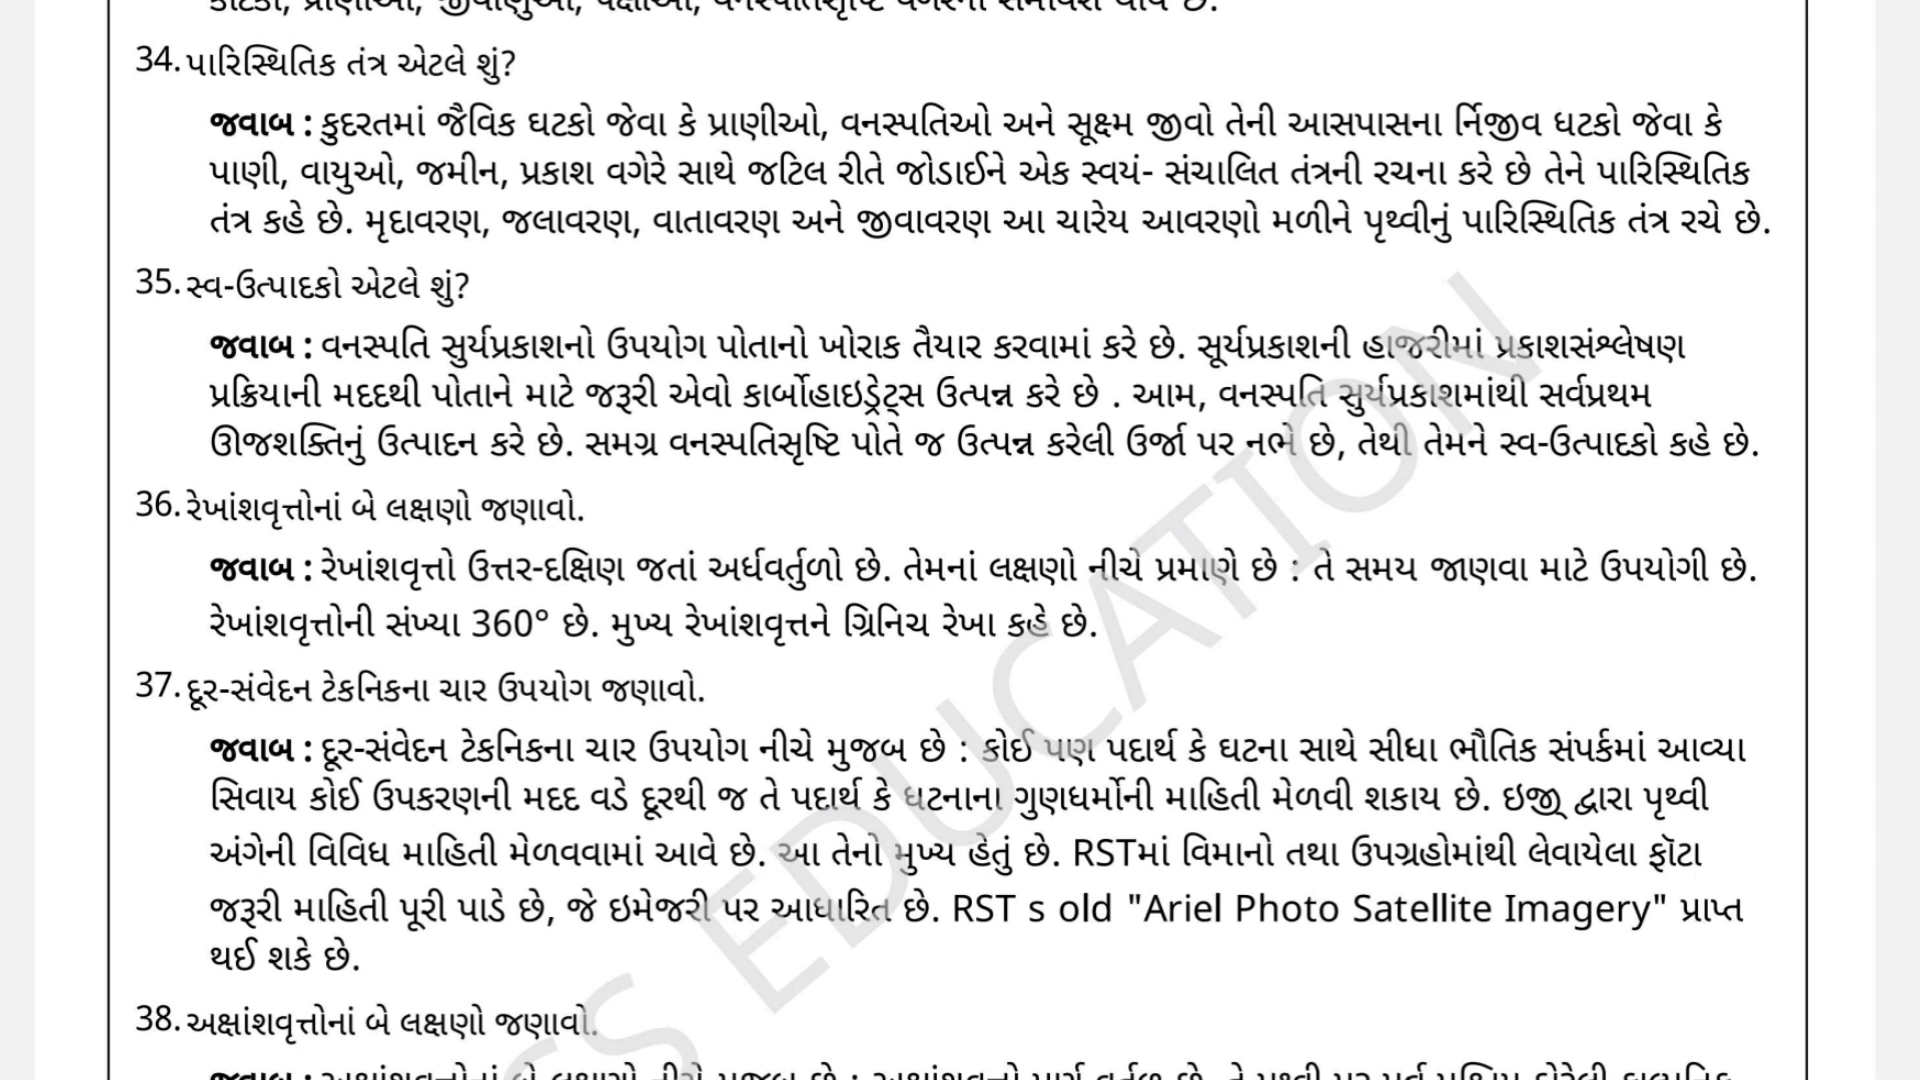 34. પારિસ્થિતિક તંત્ર એટલે શું?
જવાબ : કુદરતમાં જૈવિક ઘટકો જેવા કે પ્રાણીઓ, વનસ્પતિઓ અને સૂક્ષ્મ જીવો તેની આસપાસના ર્નિજીવ ધટકો જેવા કે
પાણી, વાયુઓ, જમીન, પ્રકાશ વગેરે સાથે જટિલ રીતે જોડાઈને એક સ્વયં- સંચાલિત તંત્રની રચના કરે છે તેને પારિસ્થિતિક
તંત્ર કહે છે. મૃદાવરણ, જલાવરણ, વાતાવરણ અને જીવાવરણ આ ચારેય આવરણો મળીને પૃથ્વીનું પારિસ્થિતિક તંત્ર રચે છે.
35. સ્વ-ઉત્પાદકો એટલે શું?
જવાબ : વનસ્પતિ સુર્યપ્રકાશનો ઉપયોગ પોતાનો ખોરાક તૈયાર કરવામાં કરે છે. સૂર્યપ્રકાશની હાજરીમાં પ્રકાશસંશ્લેષણ
પ્રક્રિયાની મદદથી પોતાને માટે જરૂરી એવો કાર્બોહાઇડ્રેટ્સ ઉત્પન્ન કરે છે . આમ, વનસ્પતિ સુર્યપ્રકાશમાંથી સર્વપ્રથમ
ઊજશક્તિનું ઉત્પાદન કરે છે. સમગ્ર વનસ્પતિસૃષ્ટિ પોતે જ ઉત્પન્ન કરેલી ઉર્જા પર નભે છે, તેથી તેમને સ્વ-ઉત્પાદકો કહે છે.
36. રેખાંશવૃત્તોનાં બે લક્ષણો જણાવો.
જવાબ : રેખાંશવૃત્તો ઉત્તર-દક્ષિણ જતાં અર્ધવર્તુળો છે. તેમનાં લક્ષણો નીચે પ્રમાણે છે : તે સમય જાણવા માટે ઉપયોગી છે.
રેખાંશવૃત્તોની સંખ્યા 360° છે. મુખ્ય રેખાંશવૃત્તને ગ્રિનિચ રેખા કહે છે.
37. દૂર-સંવેદન ટેકનિકના ચાર ઉપયોગ જણાવો.
જવાબ : દૂર-સંવેદન ટેકનિકના ચાર ઉપયોગ નીચે મુજબ છે : કોઈ પણ પદાર્થ કે ઘટના સાથે સીધા ભૌતિક સંપર્કમાં આવ્યા
સિવાય કોઈ ઉપકરણની મદદ વડે દૂરથી જ તે પદાર્થ કે ઘટનાના ગુણધર્મોની માહિતી મેળવી શકાય છે. ઇજી્ દ્વારા પૃથ્વી
અંગેની વિવિધ માહિતી મેળવવામાં આવે છે. આ તેનો મુખ્ય હેતું છે. RSTમાં વિમાનો તથા ઉપગ્રહોમાંથી લેવાયેલા ફૉટા
જરૂરી માહિતી પૂરી પાડે છે, જે ઇમેજરી પર આધારિત છે. RST s old "Ariel Photo Satellite Imagery" પ્રાપ્ત
થઈ શકે છે.
38. અક્ષાંશવૃત્તોનાં બે લક્ષણો જણાવો.
CS EDUCATION